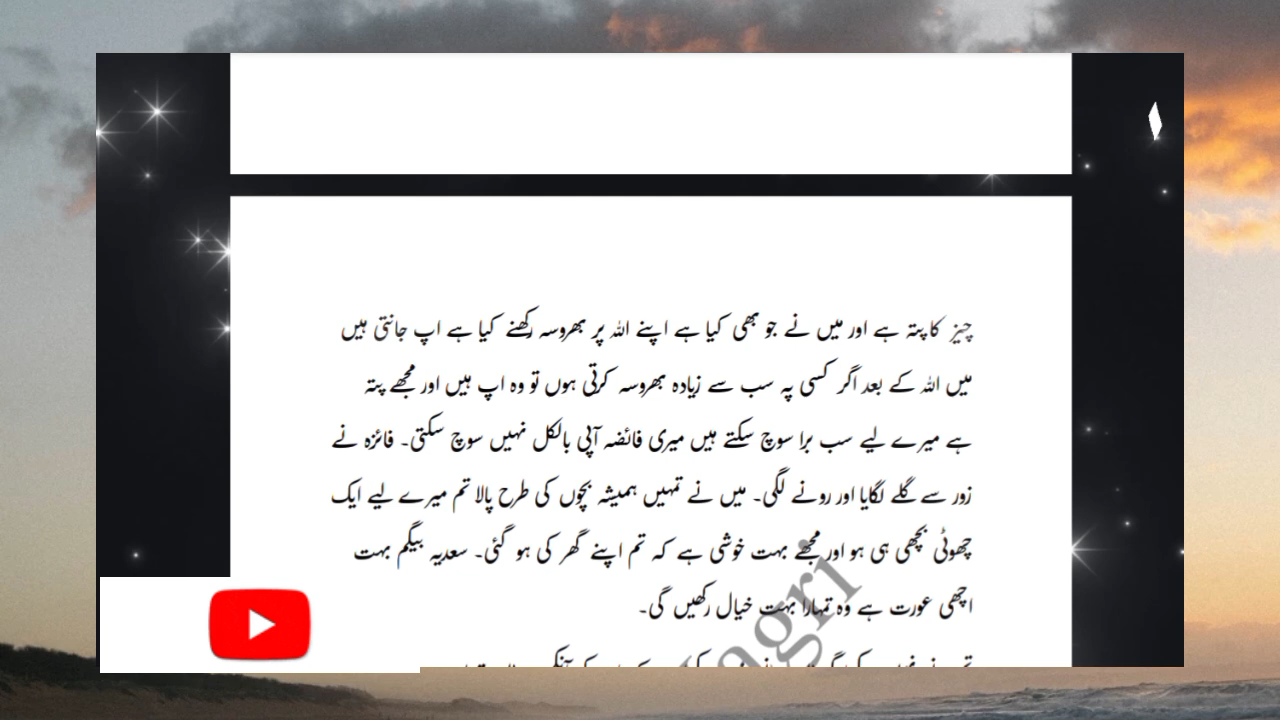 چیز کا پتہ ہے اور میں نے جو بھی کیا ہے اپنے اللہ پر بھروسہ رکھنے کیا ہے اپ جانتی ہیں
میں اللہ کے بعد اگر کسی پہ سب سے زیادہ بھروسہ کرتی ہوں تو وہ اپ ہیں اور مجھے پتہ
ہے میرے لیے سب برا سوچ سکتے ہیں میری فائضہ آپی بالکل نہیں سوچ سکتی۔ فائزہ نے
زور سے گلے لگایا اور رونے لگی۔ میں نے تمہیں ہمیشہ بچوں کی طرح پالا تم میرے لیے ایک
چھوٹی بچھی ہی ہو اور مجھے بہت خوشی ہے کہ تم اپنے گھر کی ہو گئی۔ سعدیہ بیگم بہت
اچھی عورت ہے وہ تمہارا بہت خیال رکھیں گی۔